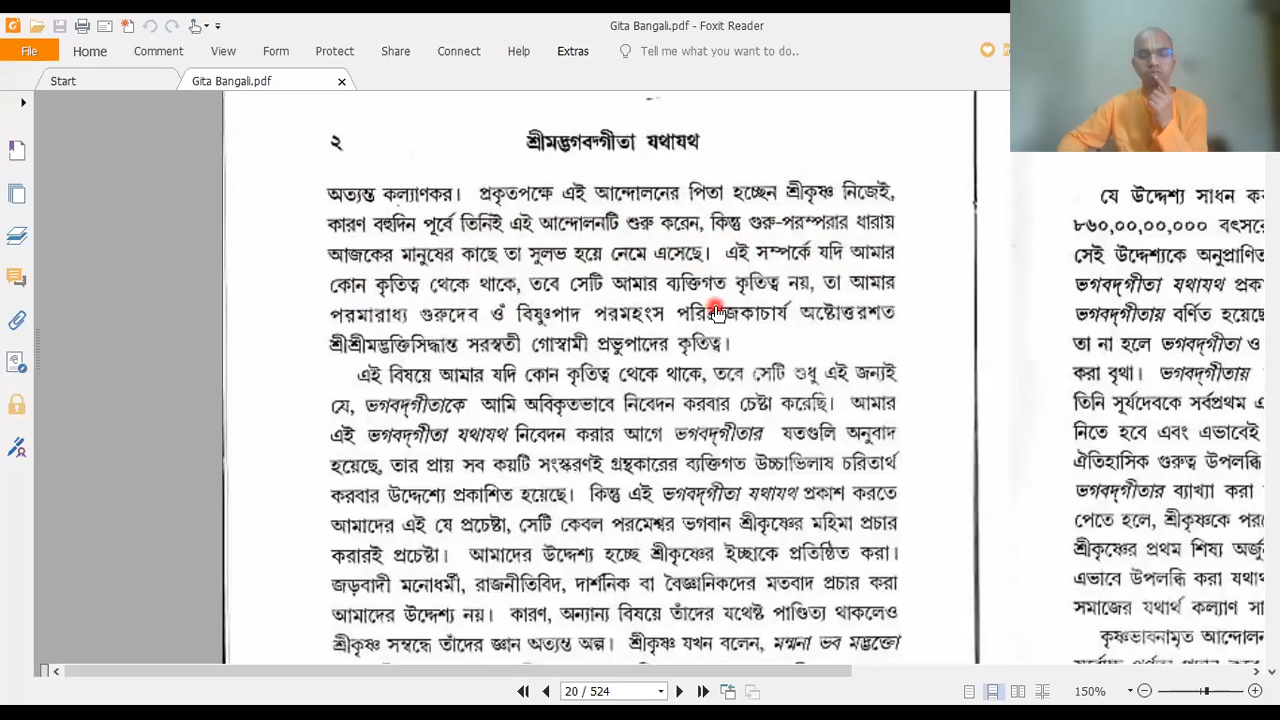 Gita Bangali.pdf - Foxit Reader
File Home Comment View Form Protect Share Connect Help Extras Tell me what you want to do..
Start Gita Bangali.pdf
২ শ্রীমদ্ভগবদ্গীতা যথাযথ
অত্যন্ত কল্যাণকর। প্রকৃতপক্ষে এই আন্দোলনের পিতা হচ্ছেন শ্রীকৃষ্ণ নিজেই,
কারণ বহুদিন পূর্বে তিনিই এই আন্দোলনটি শুরু করেন, কিন্তু গুরু-পরম্পরার ধারায়
আজকের মানুষের কাছে তা সুলভ হয়ে নেমে এসেছে। এই সম্পর্কে যদি আমার
কোন কৃতিত্ব থেকে থাকে, তবে সেটি আমার ব্যক্তিগত কৃতিত্ব নয়, তা আমার
পরমারাধ্য গুরুদেব ওঁ বিষ্ণুপাদ পরমহংস অষ্টোত্তরশত
শ্রীশ্রীমদ্ভক্তিসিদ্ধান্ত সরস্বতী গোস্বামী প্রভুপাদের কৃতিত্ব।
এই বিষয়ে আমার যদি কোন কৃতিত্ব থেকে থাকে, তবে সেটি শুধু এই জন্যই
যে, ভগবদ্‌গীতাকে আমি অবিকৃতভাবে নিবেদন করবার চেষ্টা করেছি। আমার
এই ভগবদ্‌গীতা যথাযথ নিবেদন করার আগে ভগবদ্‌গীতার যতগুলি অনুবাদ
হয়েছে, তার প্রায় সব কয়টি সংস্করণই গ্রন্থকারের ব্যক্তিগত উচ্চাভিলাষ চরিতার্থ
করবার উদ্দেশ্যে প্রকাশিত হয়েছে। কিন্তু এই ভগবদ্‌গীতা যথাযথ প্রকাশ করতে
আমাদের এই যে প্রচেষ্টা, সেটি কেবল পরমেশ্বর ভগবান শ্রীকৃষ্ণের মহিমা প্রচার
করারই প্রচেষ্টা। আমাদের উদ্দেশ্য হচ্ছে শ্রীকৃষ্ণের ইচ্ছাকে প্রতিষ্ঠিত করা।
জড়বাদী মনোধর্মী, রাজনীতিবিদ, দার্শনিক বা বৈজ্ঞানিকদের মতবাদ প্রচার করা
আমাদের উদ্দেশ্য নয়। কারণ, অন্যান্য বিষয়ে তাঁদের যথেষ্ট পাণ্ডিত্য থাকলেও
শ্রীকৃষ্ণ সম্বন্ধে তাঁদের জ্ঞান অত্যন্ত অল্প। শ্রীকৃষ্ণ যখন বলেন, মন্মনা ভব মদ্ভক্তো
যে উদ্দেশ্য সাধন
৮৬০,০০,০০,০০০
সেই উদ্দেশ্যকে অনুপ্রাণিত
ভগবদ্‌গীতা যথাযথ
ভগবদ্‌গীতায় বর্ণিত হয়েছে
তা না হলে ভগবদ্‌গীতা ও
করা বৃথা। ভগবদ্‌গীতায়
তিনি সূর্যদেবকে সর্বপ্রথম
নিতে হবে এবং এভাবেই
ঐতিহাসিক গুরুত্ব উপলব্ধি
ভগবদ্‌গীতার ব্যাখ্যা করা
পেতে হলে, শ্রীকৃষ্ণকে
শ্রীকৃষ্ণের প্রথম শিষ্য
এভাবে উপলব্ধি করা
সমাজের যথার্থ কল্যাণ
কৃষ্ণভাবনামৃত
20 / 524 150%